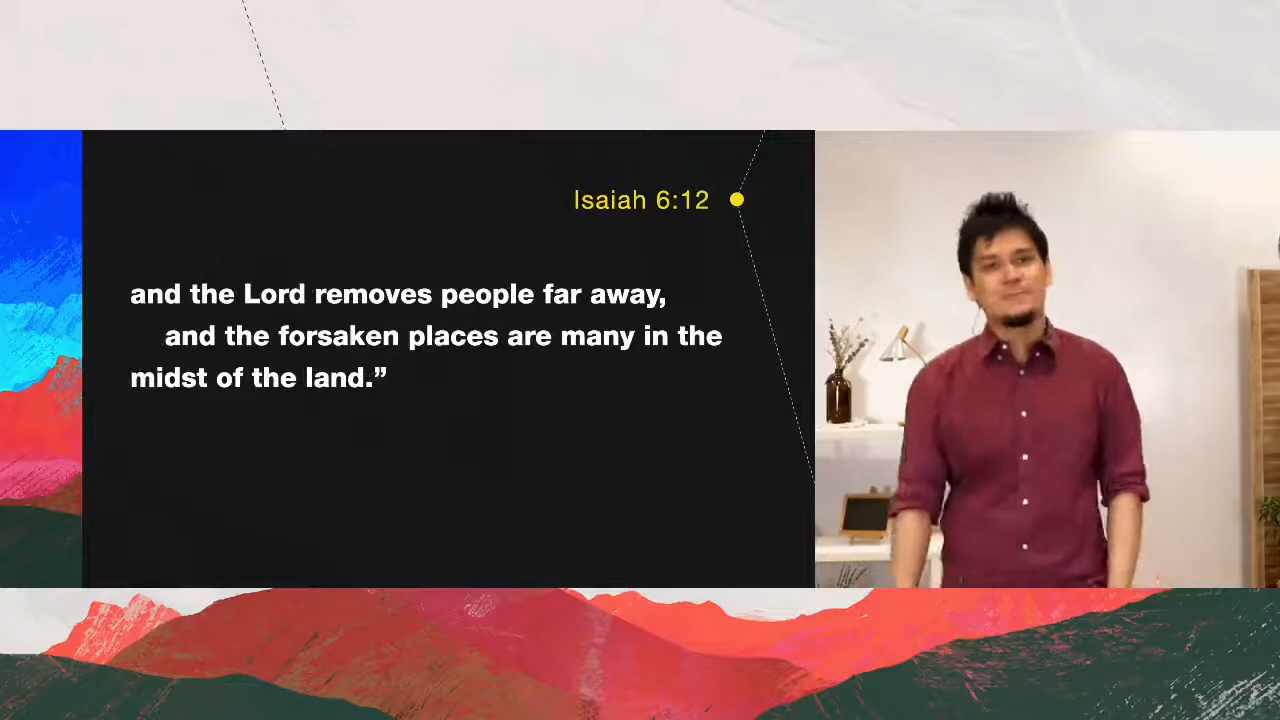 Isaiah 6:12
and the Lord removes people far away,
and the forsaken places are many in the
midst of the land.”